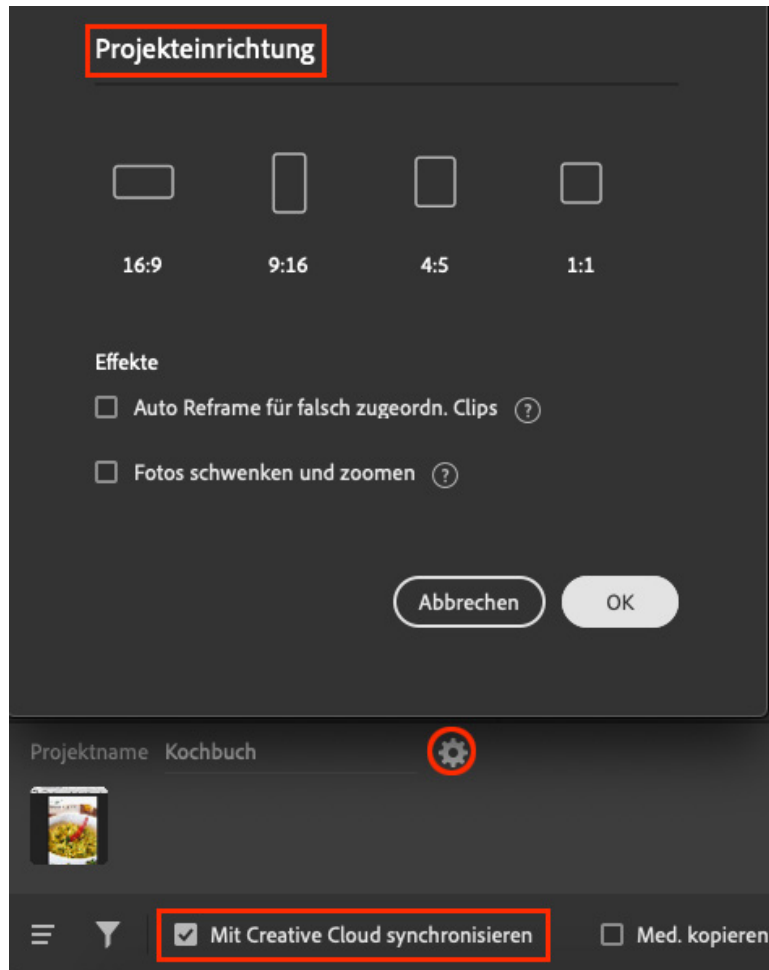 Projekteinrichtung
16:9 9:16 4:5 1:1
Effekte
Auto Reframe für falsch zugeordn. Clips ?
Fotos schwenken und zoomen ?
Abbrechen OK
Projektname Kochbuch
Mit Creative Cloud synchronisieren Med. kopieren